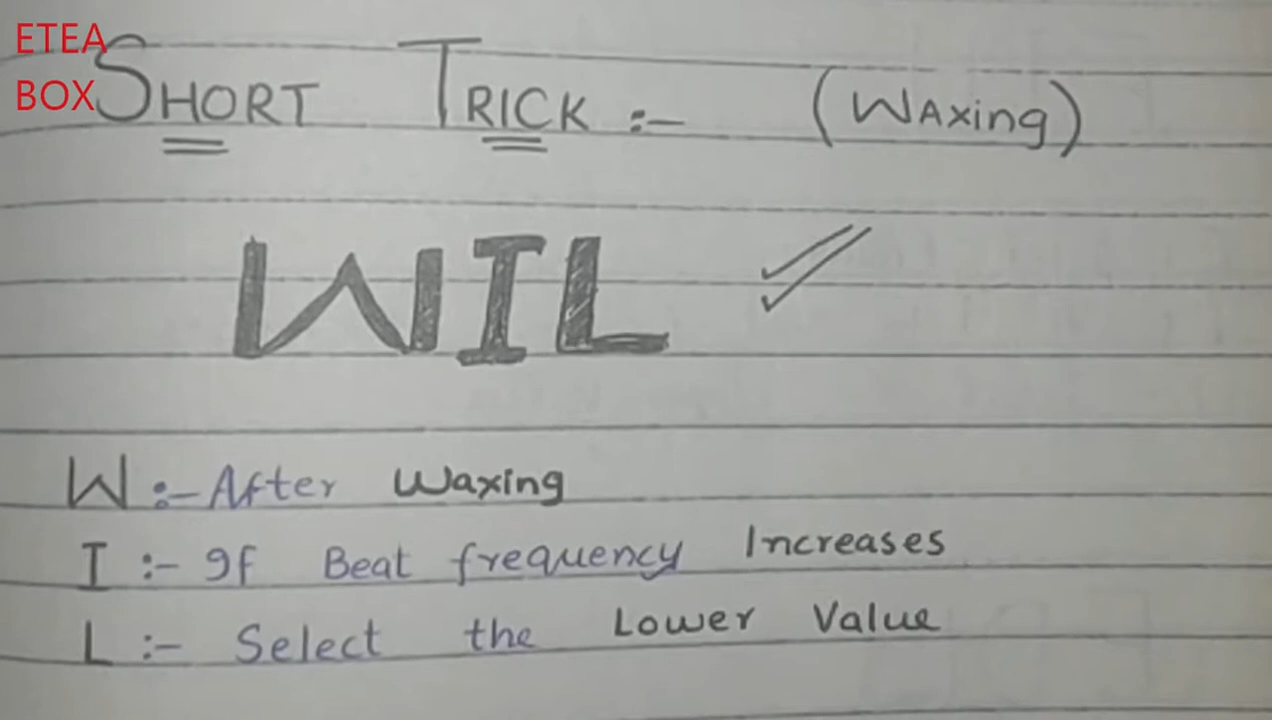 ETEA
BOX
SHORT TRICK :- (WAxing)
WIL
W :- After Waxing
I :- If Beat frequency Increases
L :- Select the Lower Value